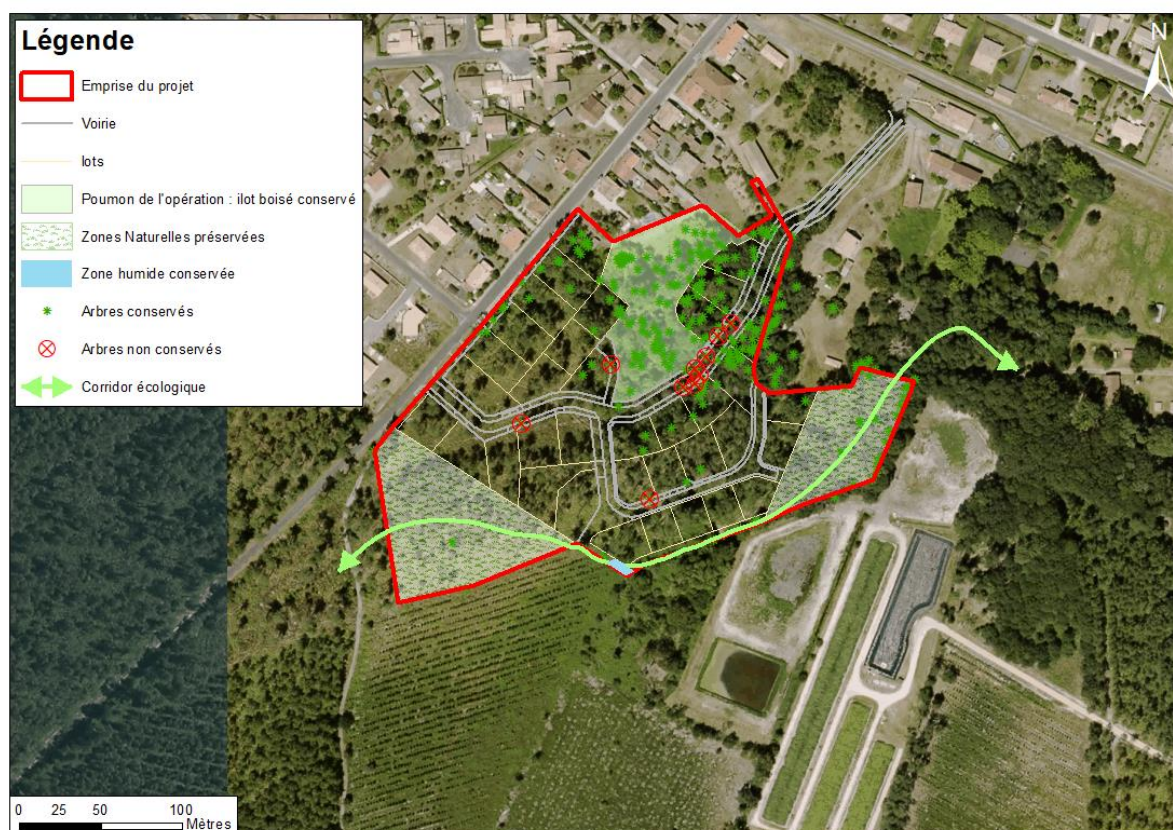 Légende
Emprise du projet
Voirie
lots
Poumon de l'opération : ilot boisé conservé
Zones Naturelles préservées
Zone humide conservée
Arbres conservés
Arbres non conservés
Corridor écologique
N
0 25 50 100
Mètres